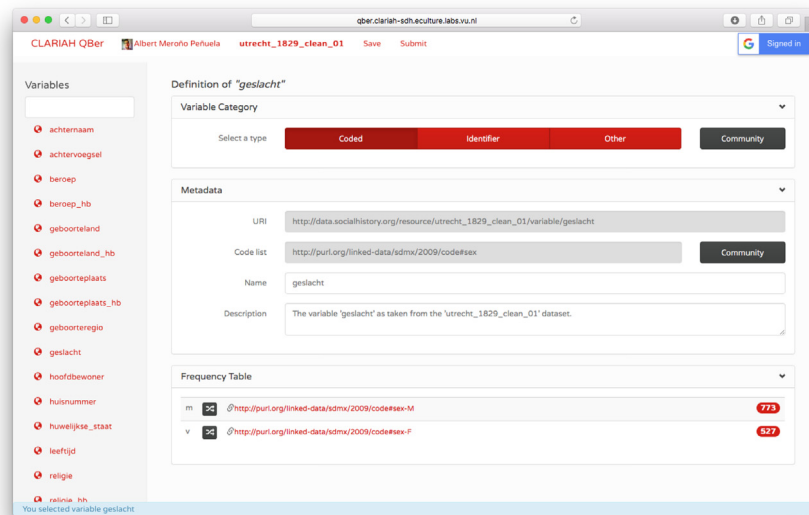 qber.clariah-sdh.eculture.labs.vu.nl
CLARIAH QBer Albert Meroño Peñuela utrecht_1829_clean_01 Save Submit
G Signed in
Variables
achternaam
achtervoegsel
beroep
beroep_hb
geboorteland
geboorteland_hb
geboorteplaats
geboorteplaats_hb
geboorteregio
geslacht
hoofdbewoner
huisnummer
huwelijkse_staat
leeftijd
religie
religie_hb
Definition of "geslacht"
Variable Category
Select a type Coded Identifier Other Community
Metadata
URI http://data.socialhistory.org/resource/utrecht_1829_clean_01/variable/geslacht
Code list http://purl.org/linked-data/sdmx/2009/code#sex Community
Name geslacht
Description The variable 'geslacht' as taken from the 'utrecht_1829_clean_01' dataset.
Frequency Table
m http://purl.org/linked-data/sdmx/2009/code#sex-M 773
v http://purl.org/linked-data/sdmx/2009/code#sex-F 527
You selected variable geslacht